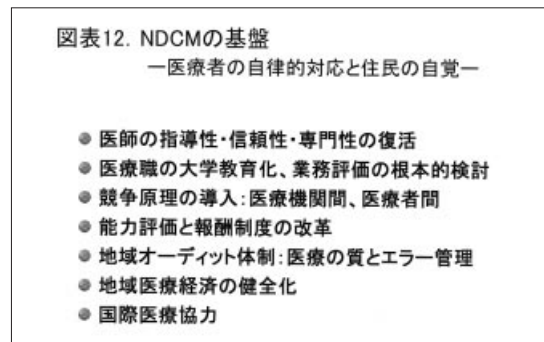 図表12. NDCMの基盤
ー医療者の自律的対応と住民の自覚ー
● 医師の指導性・信頼性・専門性の復活
● 医療職の大学教育化、業務評価の根本的検討
● 競争原理の導入：医療機関間、医療者間
● 能力評価と報酬制度の改革
● 地域オーディット体制：医療の質とエラー管理
● 地域医療経済の健全化
● 国際医療協力